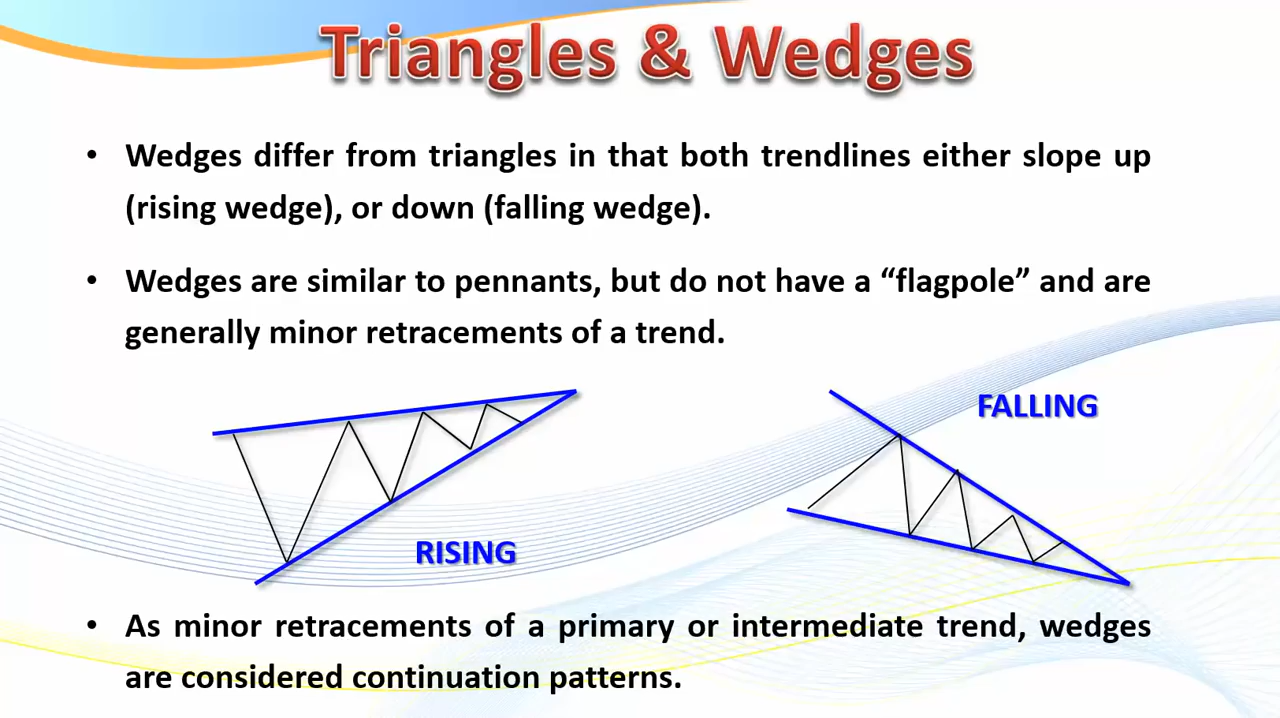 Triangles & Wedges
• Wedges differ from triangles in that both trendlines either slope up
(rising wedge), or down (falling wedge).
• Wedges are similar to pennants, but do not have a “flagpole” and are
generally minor retracements of a trend.
FALLING
RISING
• As minor retracements of a primary or intermediate trend, wedges
are considered continuation patterns.